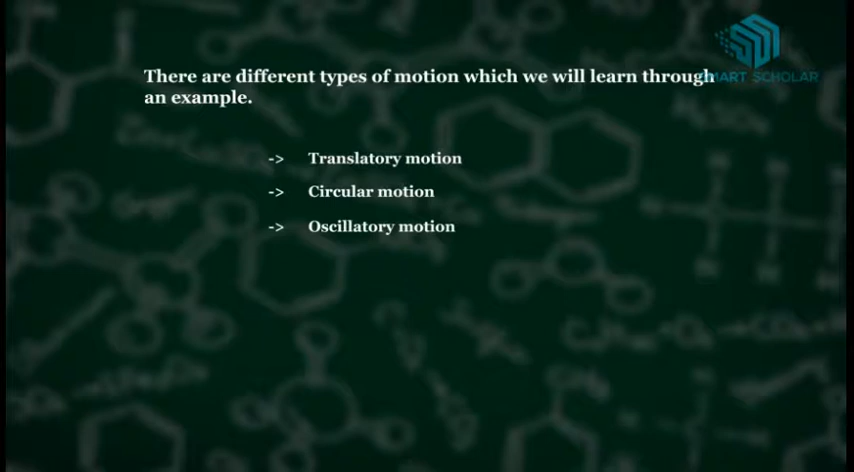 SMART SCHOLAR
There are different types of motion which we will learn through
an example.
-> Translatory motion
-> Circular motion
-> Oscillatory motion